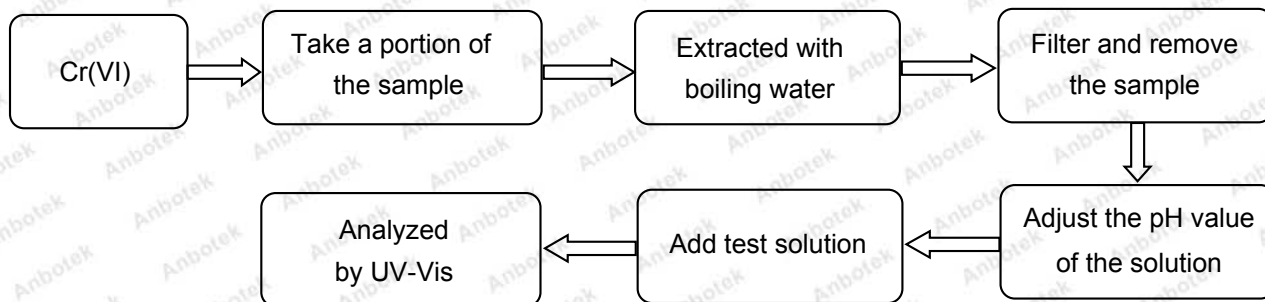 Cr(VI)
Take a portion of
the sample
Extracted with
boiling water
Filter and remove
the sample
Adjust the pH value
of the solution
Add test solution
Analyzed
by UV-Vis
Anbotek